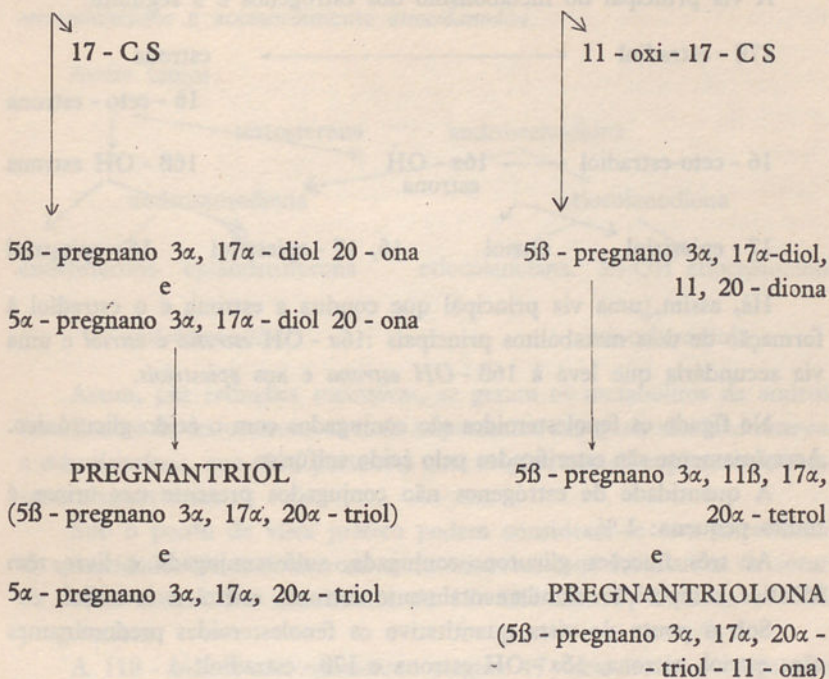 17 - C S
5ß - pregnano 3α, 17α - diol 20 - ona
e
5α - pregnano 3α, 17α - diol 20 - ona
PREGNANTRIOL
(5ß - pregnano 3α, 17α, 20α - triol)
e
5α - pregnano 3α, 17α, 20α - triol
11 - oxi - 17 - C S
5ß - pregnano 3α, 17α-diol,
11, 20 - diona
5ß - pregnano 3α, 11ß, 17α,
20α - tetrol
e
PREGNANTRIOLONA
(5ß - pregnano 3α, 17α, 20α -
- triol - 11 - ona)